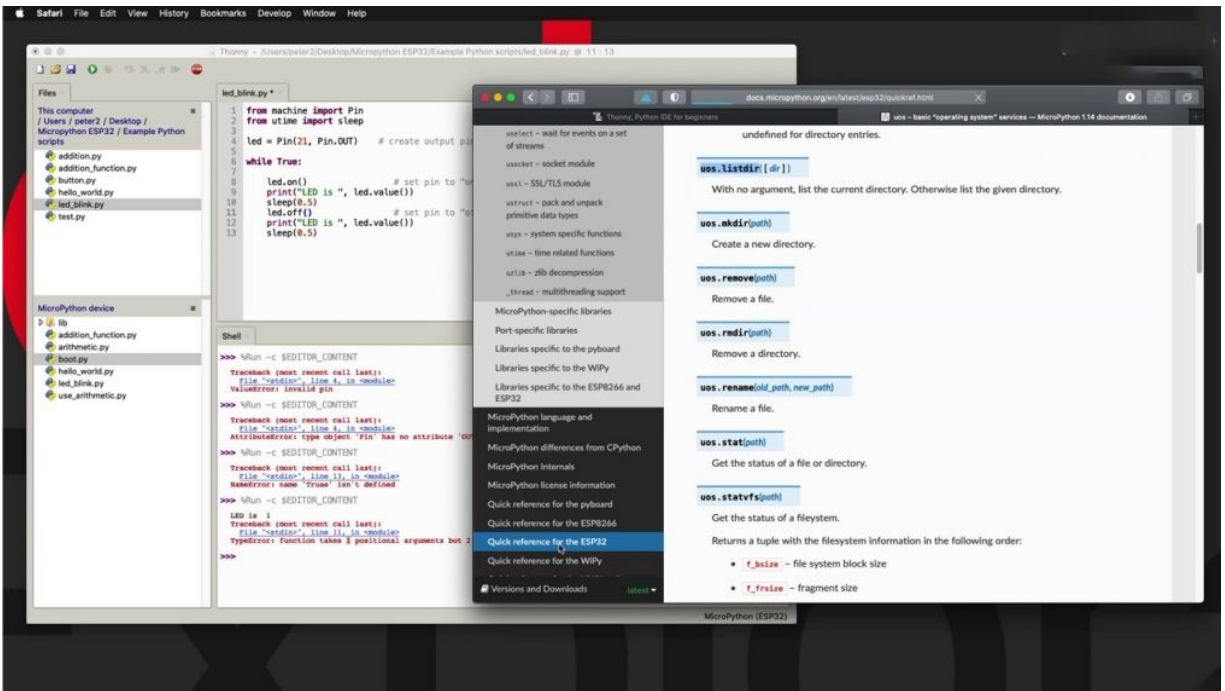 Safari File Edit View History Bookmarks Develop Window Help
Thonny - /Users/peter2/Desktop/Micropython ESP32/Example Python scripts/led_blink.py @ 11 : 13
Files
This computer
/ Users / peter2 / Desktop /
Micropython ESP32 / Example Python
scripts
addition.py
addition_function.py
button.py
hello_world.py
led_blink.py
test.py
MicroPython device
lib
addition_function.py
arithmetic.py
boot.py
hello_world.py
led_blink.py
use_arithmetic.py
led_blink.py *
1 from machine import Pin
2 from utime import sleep
3
4 led = Pin(21, Pin.OUT) # create output pi
5
6 while True:
7
8 led.on() # set pin to "o
9 print("LED is ", led.value())
10 sleep(0.5)
11 led.off() # set pin to "o
12 print("LED is ", led.value())
13 sleep(0.5)
Shell
>>> %Run -c $EDITOR_CONTENT
Traceback (most recent call last):
File "<stdin>", line 4, in <module>
ValueError: invalid pin
>>> %Run -c $EDITOR_CONTENT
Traceback (most recent call last):
File "<stdin>", line 4, in <module>
AttributeError: type object 'Pin' has no attribute
>>> %Run -c $EDITOR_CONTENT
Traceback (most recent call last):
File "<stdin>", line 13, in <module>
NameError: name 'Truae' isn't defined
>>> %Run -c $EDITOR_CONTENT
LED is 1
Traceback (most recent call last):
File "<stdin>", line 11, in <module>
TypeError: function takes 1 positional arguments but 2
>>>
MicroPython (ESP32)
docs.micropython.org/en/latest/esp32/quickref.html
Thonny, Python IDE for beginners
uos – basic "operating system" services — MicroPython 1.14 documentation
uselect – wait for events on a set
of streams
usocket – socket module
ussl – SSL/TLS module
ustruct – pack and unpack
primitive data types
usys – system specific functions
utime – time related functions
uzlib – zlib decompression
_thread – multithreading support
MicroPython-specific libraries
Port-specific libraries
Libraries specific to the pyboard
Libraries specific to the WiPy
Libraries specific to the ESP8266 and
ESP32
MicroPython language and
implementation
MicroPython differences from CPython
MicroPython Internals
MicroPython license information
Quick reference for the pyboard
Quick reference for the ESP8266
Quick reference for the ESP32
Quick reference for the WiPy
Versions and Downloads latest
undefined for directory entries.
uos.listdir([dir])
With no argument, list the current directory. Otherwise list the given directory.
uos.mkdir(path)
Create a new directory.
uos.remove(path)
Remove a file.
uos.rmdir(path)
Remove a directory.
uos.rename(old_path, new_path)
Rename a file.
uos.stat(path)
Get the status of a file or directory.
uos.statvfs(path)
Get the status of a fileystem.
Returns a tuple with the filesystem information in the following order:
f_bsize – file system block size
f_frsize – fragment size